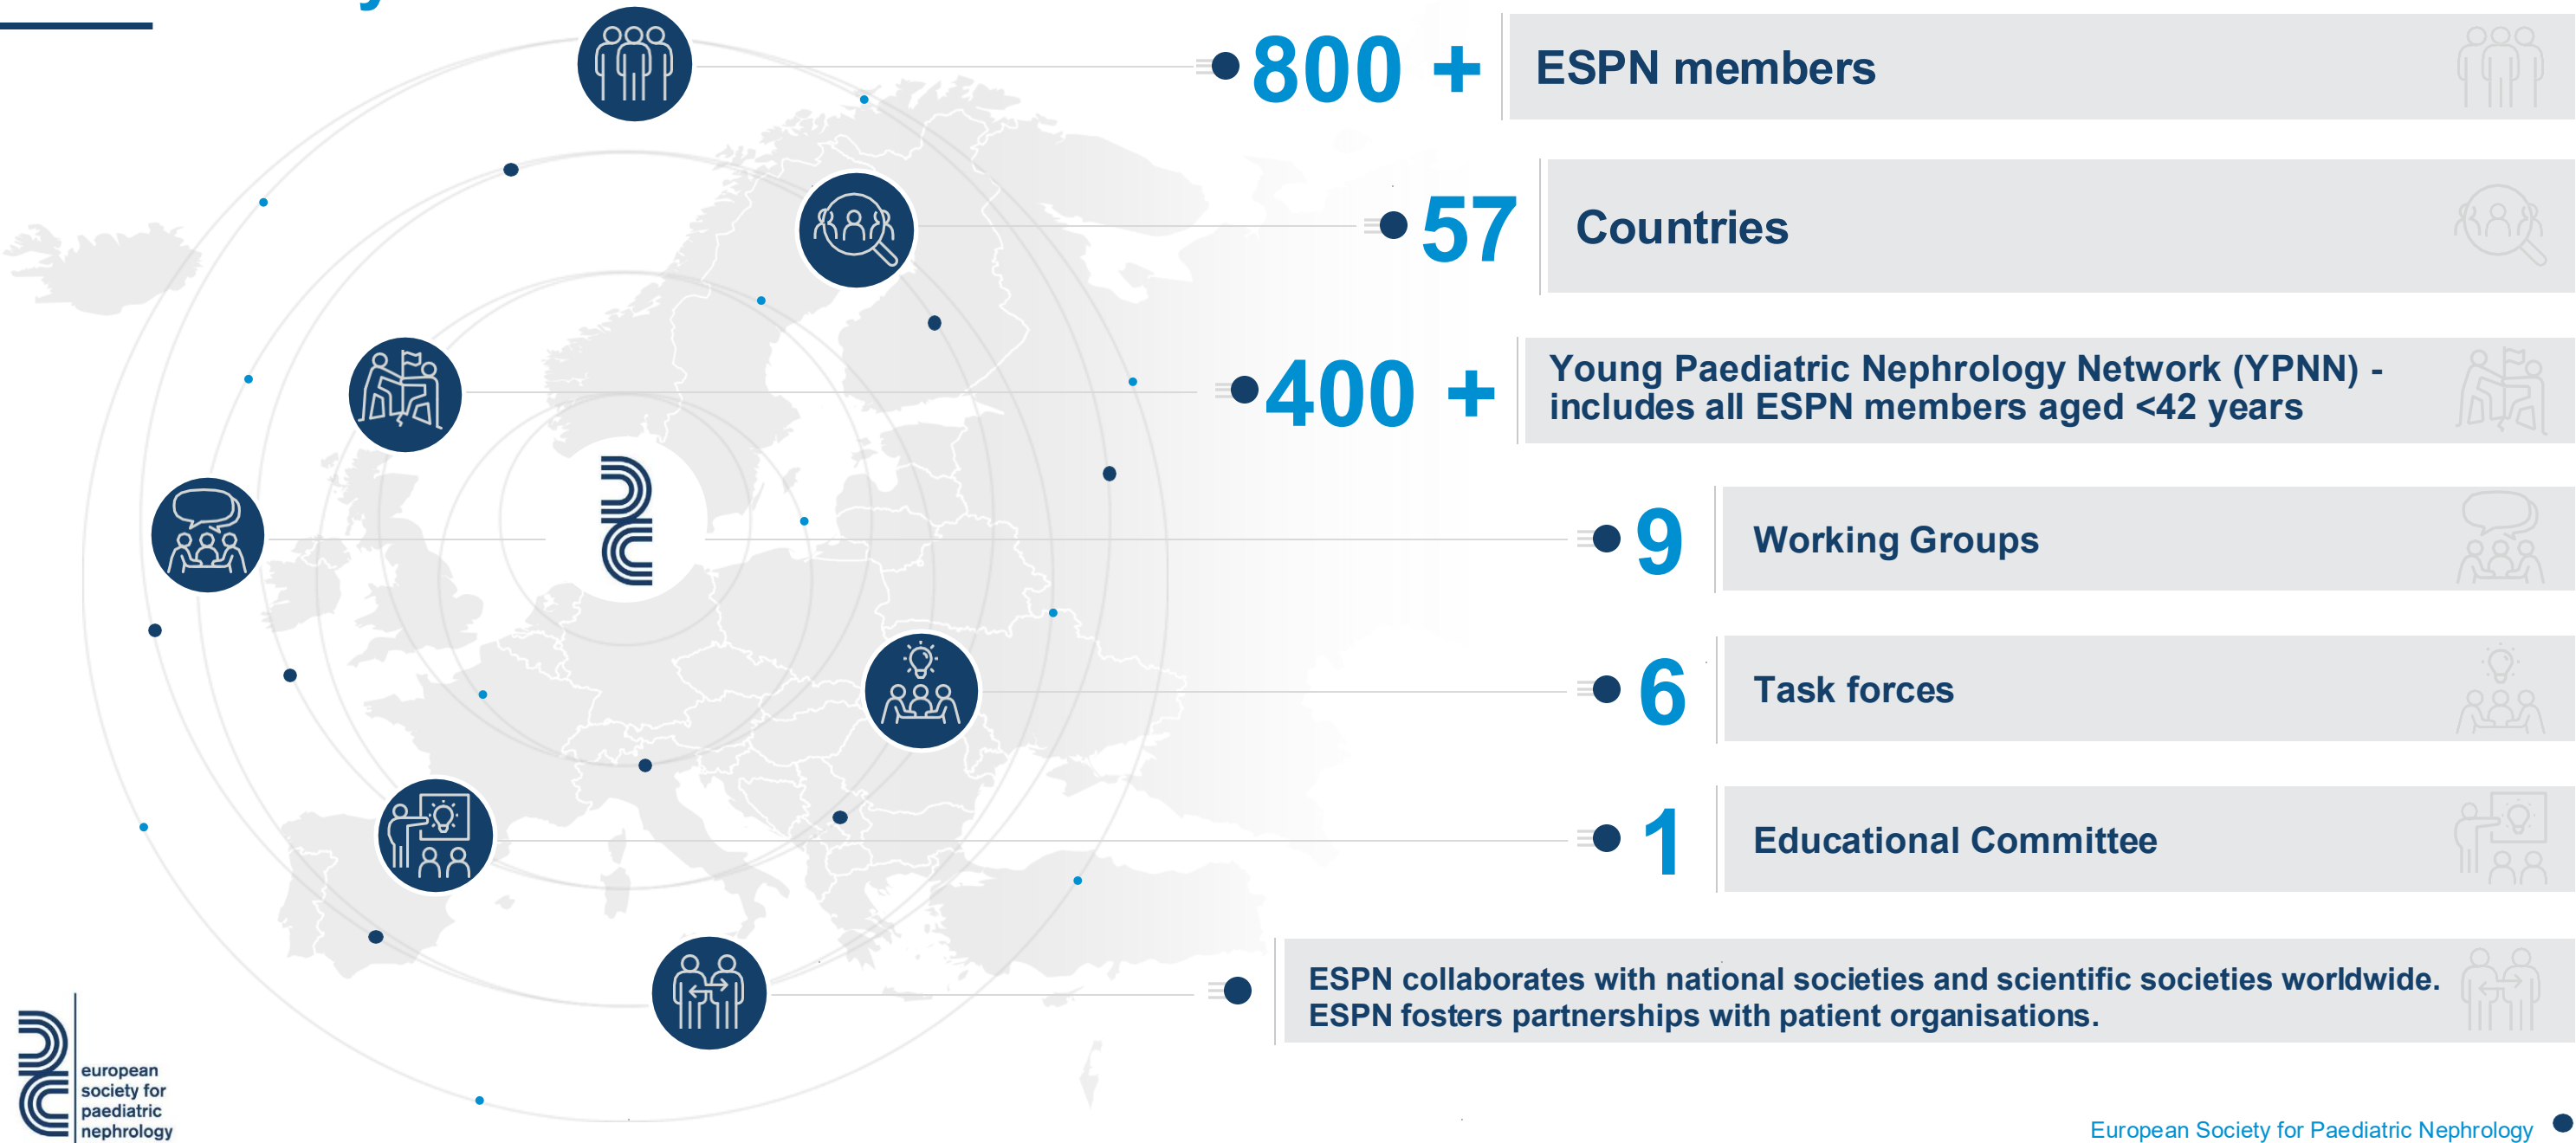 800 +
ESPN members
57
Countries
400 +
Young Paediatric Nephrology Network (YPNN) -
includes all ESPN members aged <42 years
9
Working Groups
6
Task forces
1
Educational Committee
ESPN collaborates with national societies and scientific societies worldwide.
ESPN fosters partnerships with patient organisations.
european
society for
paediatric
nephrology
European Society for Paediatric Nephrology